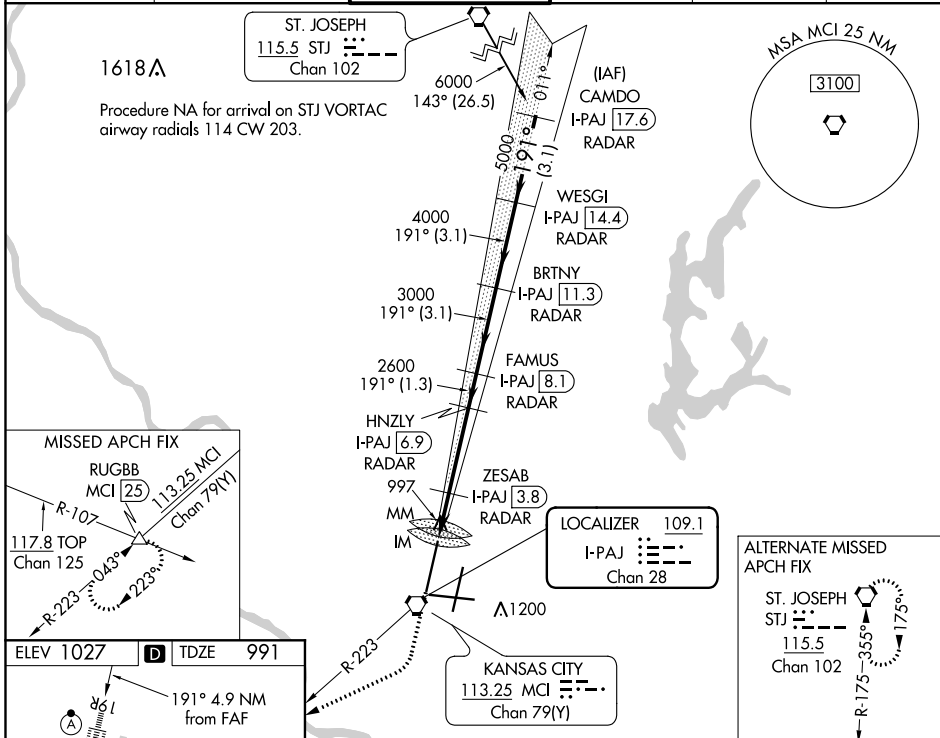 ST. JOSEPH
115.5 STJ
Chan 102
1618
Procedure NA for arrival on STJ VORTAC
airway radials 114 CW 203.
6000
143° (26.5)
011°
5000
191°
(3.1)
(IAF)
CAMDO
I-PAJ 17.6
RADAR
MSA MCI 25 NM
3100
WESGI
I-PAJ 14.4
RADAR
4000
191° (3.1)
BRTNY
I-PAJ 11.3
RADAR
3000
191° (3.1)
FAMUS
I-PAJ 8.1
RADAR
2600
191° (1.3)
HNZLY
I-PAJ 6.9
RADAR
ZESAB
I-PAJ 3.8
RADAR
997
MM
IM
LOCALIZER 109.1
I-PAJ
Chan 28
1200
R-223
KANSAS CITY
113.25 MCI
Chan 79(Y)
MISSED APCH FIX
RUGBB
MCI 25
113.25 MCI
Chan 79(Y)
R-107
117.8 TOP
Chan 125
R-223
043°
223°
ALTERNATE MISSED
APCH FIX
ST. JOSEPH
STJ
115.5
Chan 102
175°
R-175
355°
ELEV 1027 D TDZE 991
19R
191° 4.9 NM
from FAF
A